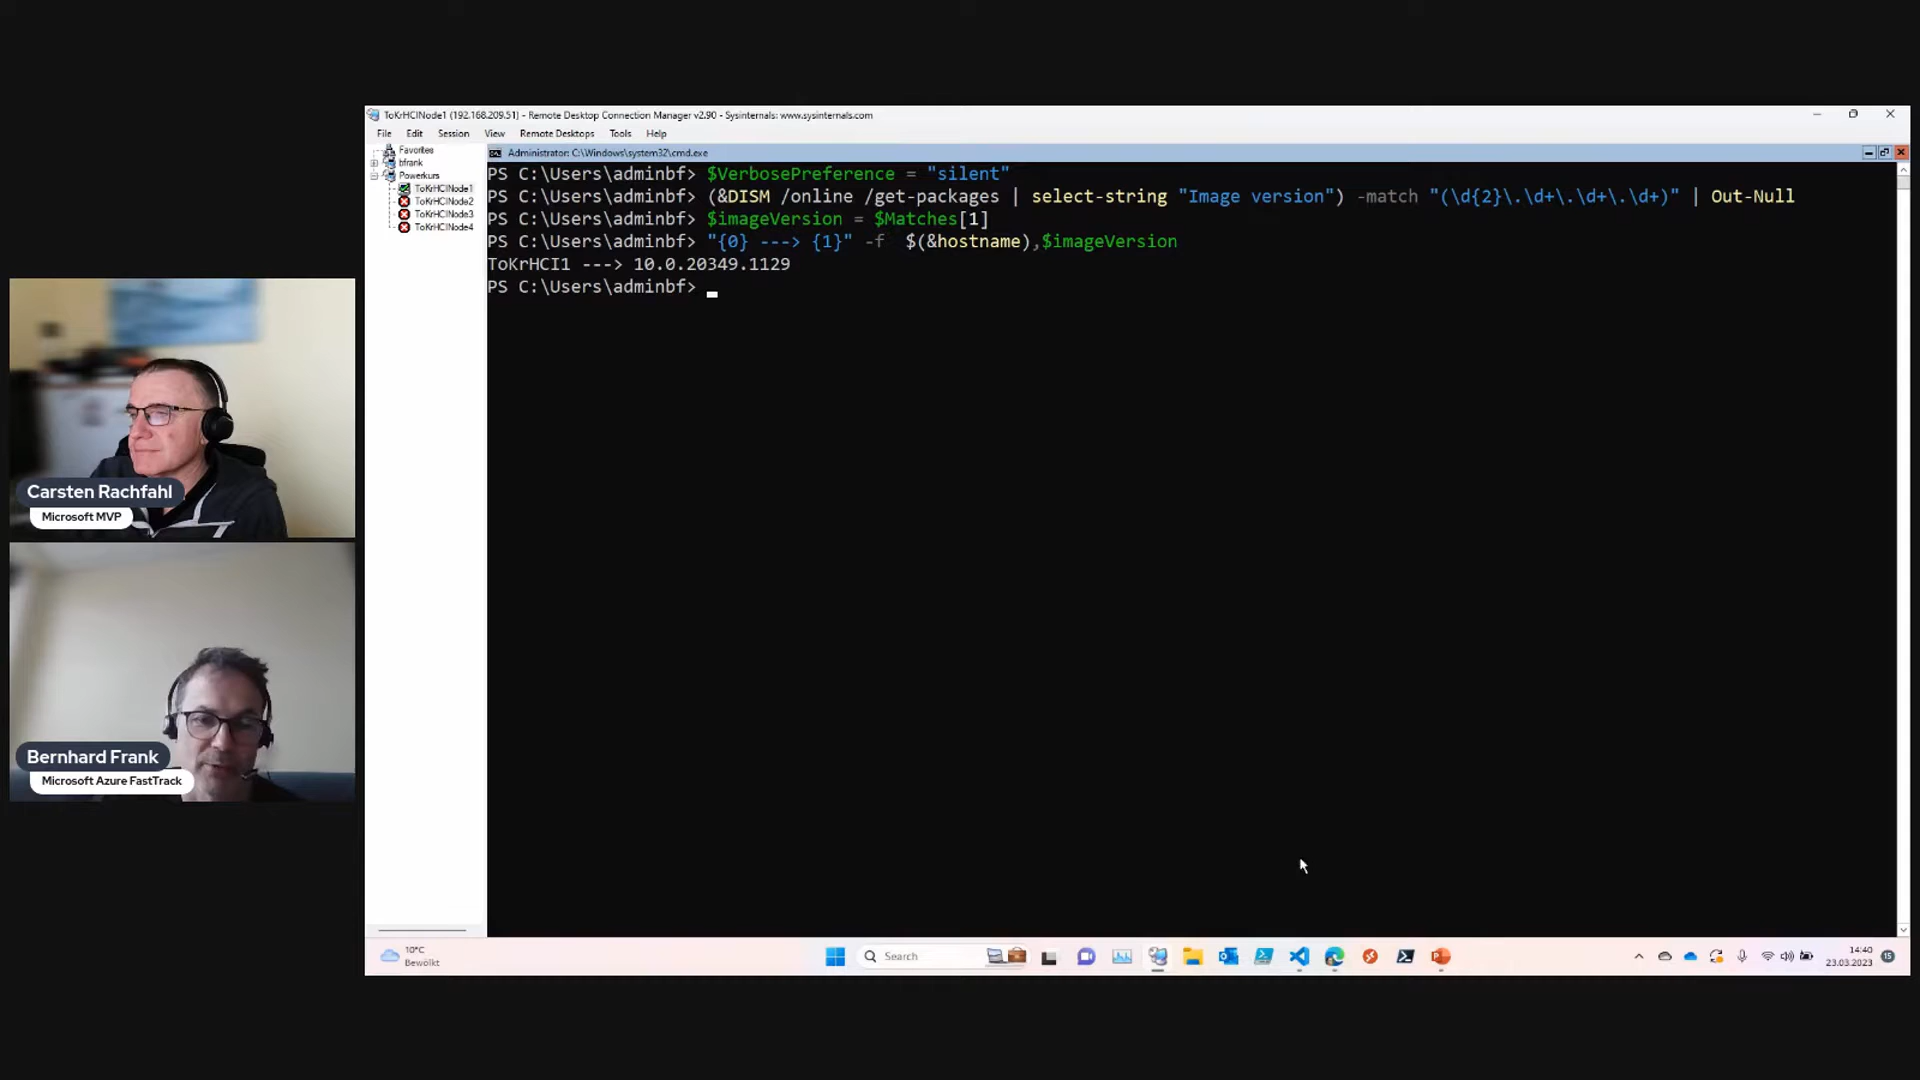 ToKrHCINode1 (192.168.209.51) - Remote Desktop Connection Manager v2.90 - Sysinternals: www.sysinternals.com
File Edit Session View Remote Desktops Tools Help
Favorites
bfrank
Powerkurs
ToKrHCINode1
ToKrHCINode2
ToKrHCINode3
ToKrHCINode4
Administrator: C:\Windows\system32\cmd.exe
PS C:\Users\adminbf> $VerbosePreference = "silent"
PS C:\Users\adminbf> (&DISM /online /get-packages | select-string "Image version") -match "(\d{2}\.\d+\.\d+\.\d+)" | Out-Null
PS C:\Users\adminbf> $imageVersion = $Matches[1]
PS C:\Users\adminbf> "{0} ---> {1}" -f  $(&hostname),$imageVersion
ToKrHCI1 ---> 10.0.20349.1129
PS C:\Users\adminbf>
Carsten Rachfahl
Microsoft MVP
Bernhard Frank
Microsoft Azure FastTrack
10°C
Bewölkt
Search
14:40
23.03.2023
15